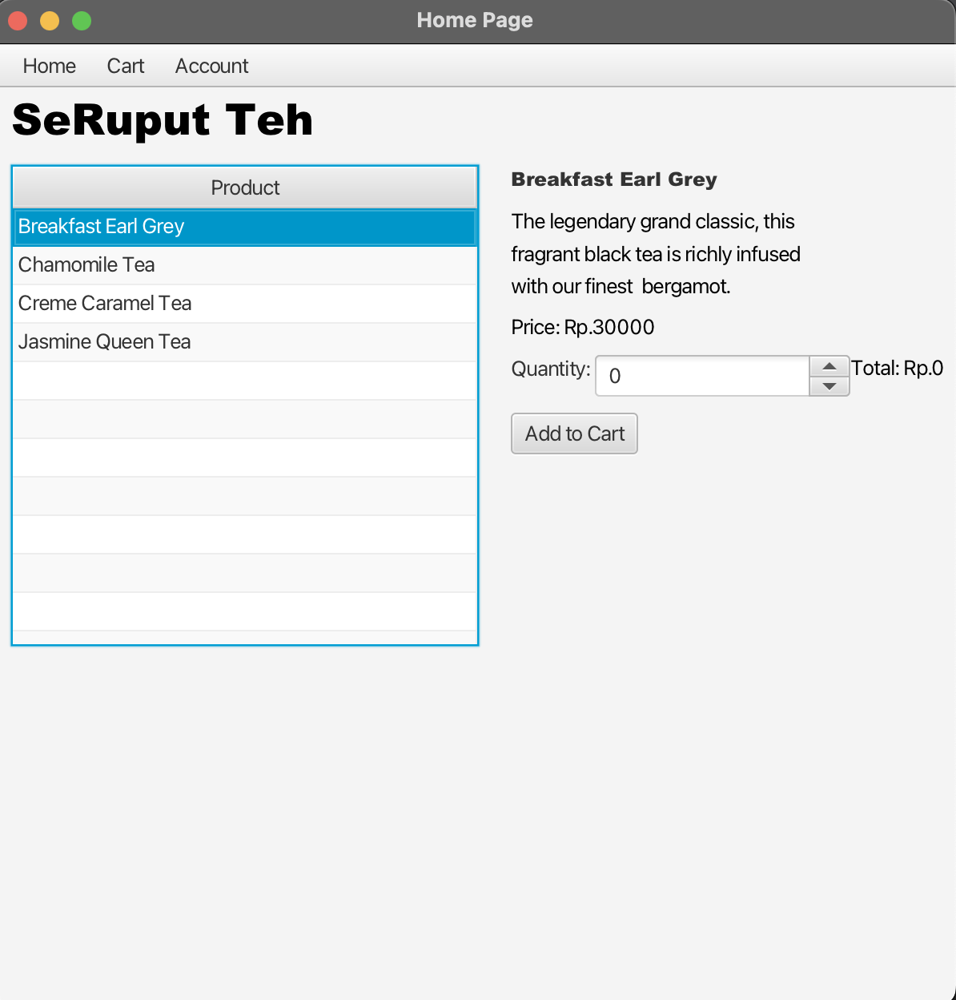 Home Page
Home Cart Account
SeRuput Teh
Product
Breakfast Earl Grey
Chamomile Tea
Creme Caramel Tea
Jasmine Queen Tea
Breakfast Earl Grey
The legendary grand classic, this
fragrant black tea is richly infused
with our finest  bergamot.
Price: Rp.30000
Quantity: 0 Total: Rp.0
Add to Cart